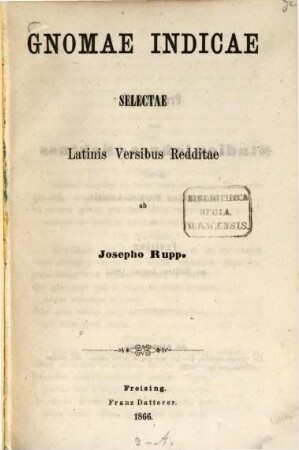 GNOMAE INDICAE
SELECTAE
Latinis Versibus Redditae
ab
BIBLIOTHECA
REGIA
MONACENSIS.
Josepho Rupp.
Freising.
Franz Datterer.
1866.